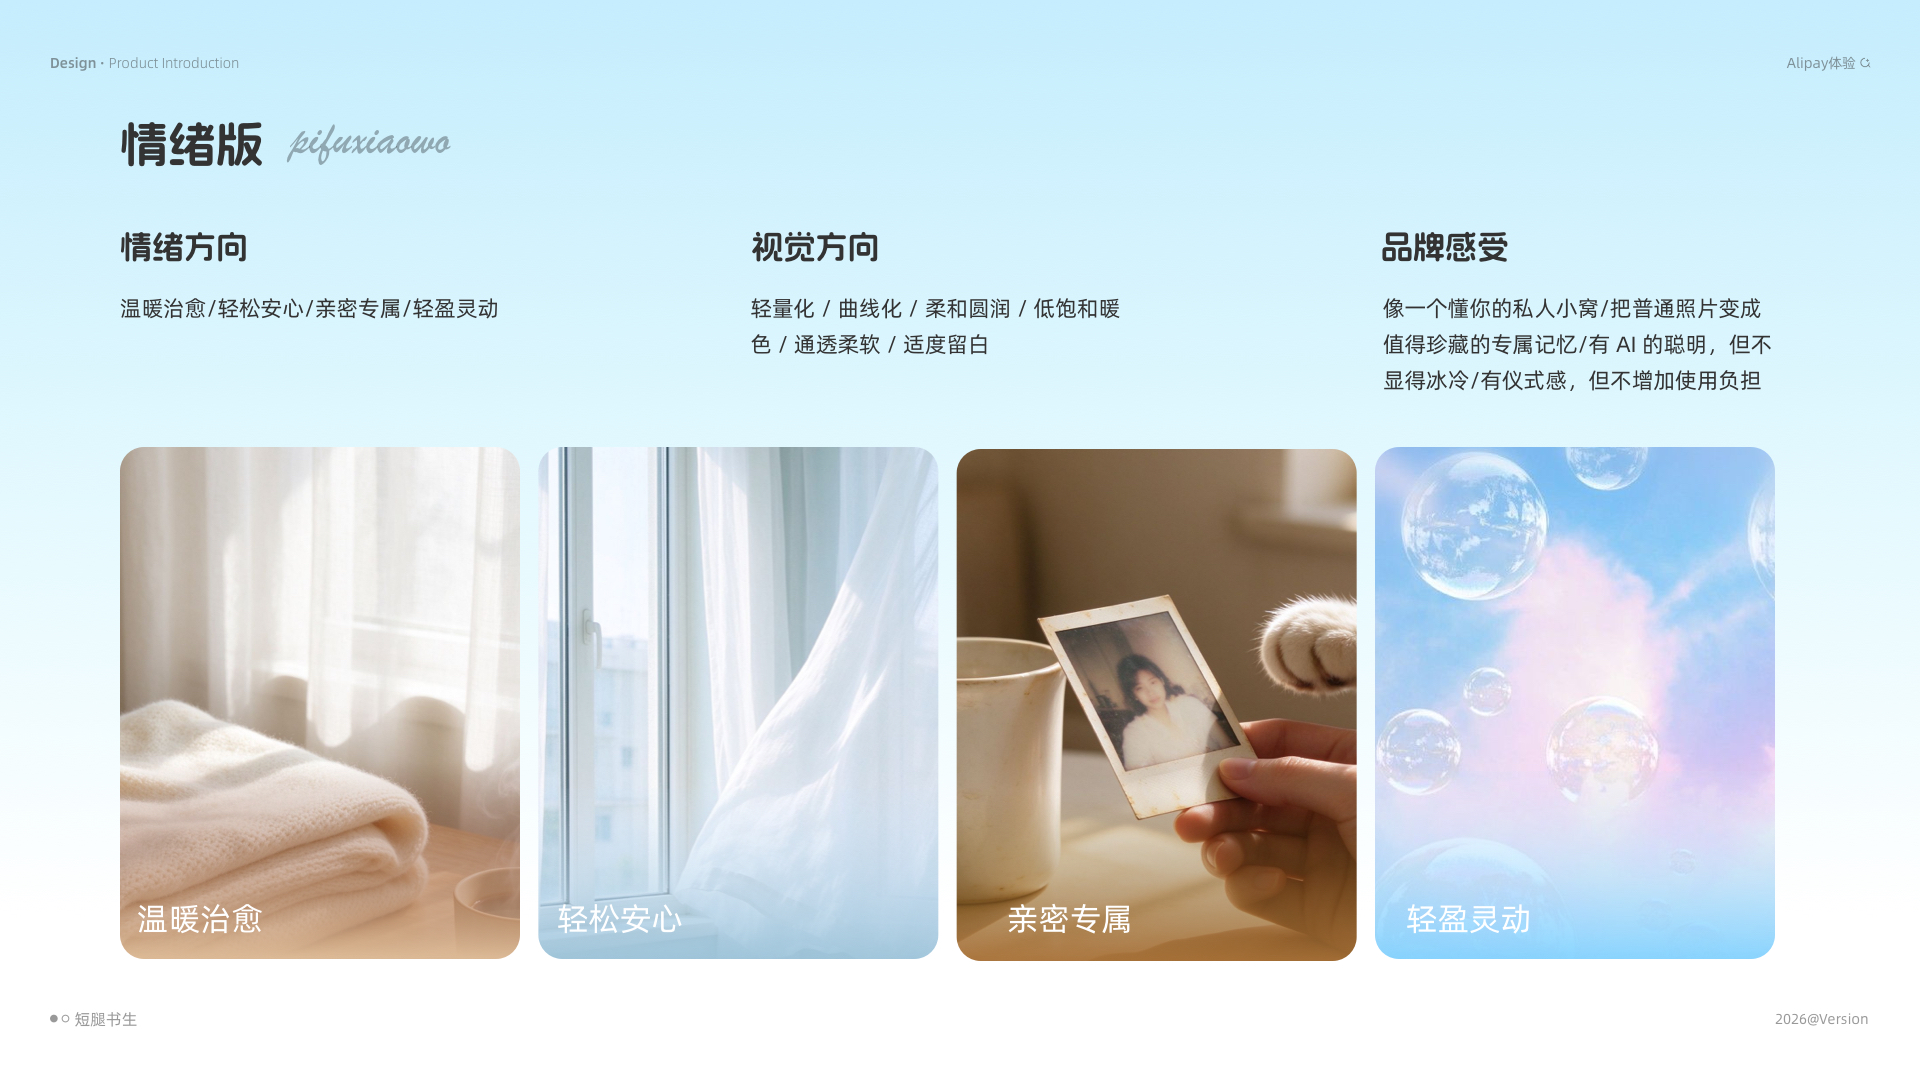 Design · Product Introduction
Alipay体验
情绪版 pifuxiaowo
情绪方向
温暖治愈/轻松安心/亲密专属/轻盈灵动
视觉方向
轻量化 / 曲线化 / 柔和圆润 / 低饱和暖
色 / 通透柔软 / 适度留白
品牌感受
像一个懂你的私人小窝/把普通照片变成
值得珍藏的专属记忆/有 AI 的聪明，但不
显得冰冷/有仪式感，但不增加使用负担
温暖治愈
轻松安心
亲密专属
轻盈灵动
短腿书生
2026@Version